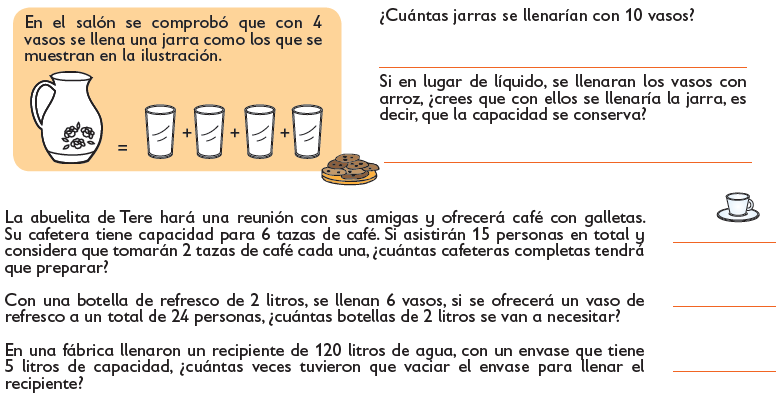 En el salón se comprobó que con 4
vasos se llena una jarra como los que se
muestran en la ilustración.
= + + +
¿Cuántas jarras se llenarían con 10 vasos?
Si en lugar de líquido, se llenaran los vasos con
arroz, ¿crees que con ellos se llenaría la jarra, es
decir, que la capacidad se conserva?
La abuelita de Tere hará una reunión con sus amigas y ofrecerá café con galletas.
Su cafetera tiene capacidad para 6 tazas de café. Si asistirán 15 personas en total y
considera que tomarán 2 tazas de café cada una, ¿cuántas cafeteras completas tendrá
que preparar?
Con una botella de refresco de 2 litros, se llenan 6 vasos, si se ofrecerá un vaso de
refresco a un total de 24 personas, ¿cuántas botellas de 2 litros se van a necesitar?
En una fábrica llenaron un recipiente de 120 litros de agua, con un envase que tiene
5 litros de capacidad, ¿cuántas veces tuvieron que vaciar el envase para llenar el
recipiente?